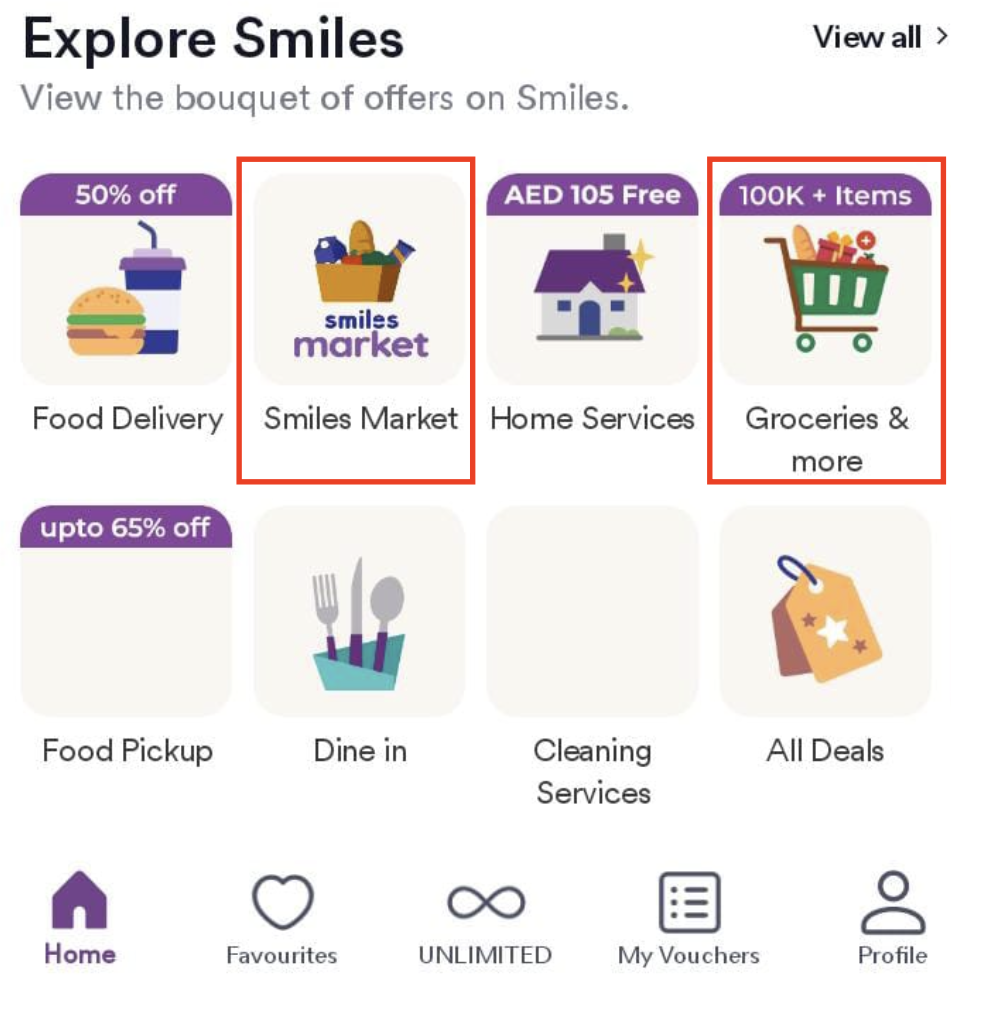 Explore Smiles
View all
View the bouquet of offers on Smiles.
50% off
AED 105 Free
100K + Items
smiles
market
Food Delivery
Smiles Market
Home Services
Groceries &
more
upto 65% off
Food Pickup
Dine in
Cleaning
Services
All Deals
Home
Favourites
UNLIMITED
My Vouchers
Profile